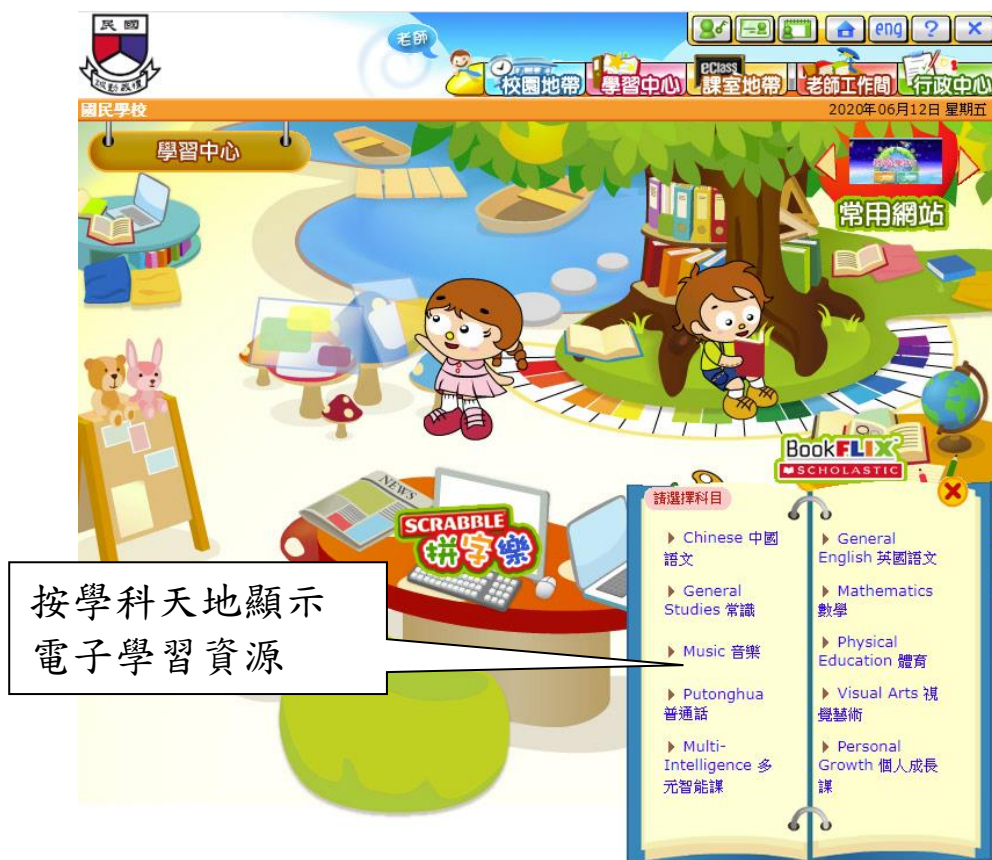 民 國
老師
eng ? ×
校園地帶 學習中心 eClass 課室地帶 老師工作間 行政中心
國民學校
2020年06月12日 星期五
學習中心
常用網站
BookFLIX
SCHOLASTIC
NEWS
SCRABBLE
拼字樂
請選擇科目
Chinese 中國
語文
General
Studies 常識
Music 音樂
Putonghua
普通話
Multi-
Intelligence 多
元智能課
General
English 英國語文
Mathematics
數學
Physical
Education 體育
Visual Arts 視
覺藝術
Personal
Growth 個人成長
課
按學科天地顯示
電子學習資源